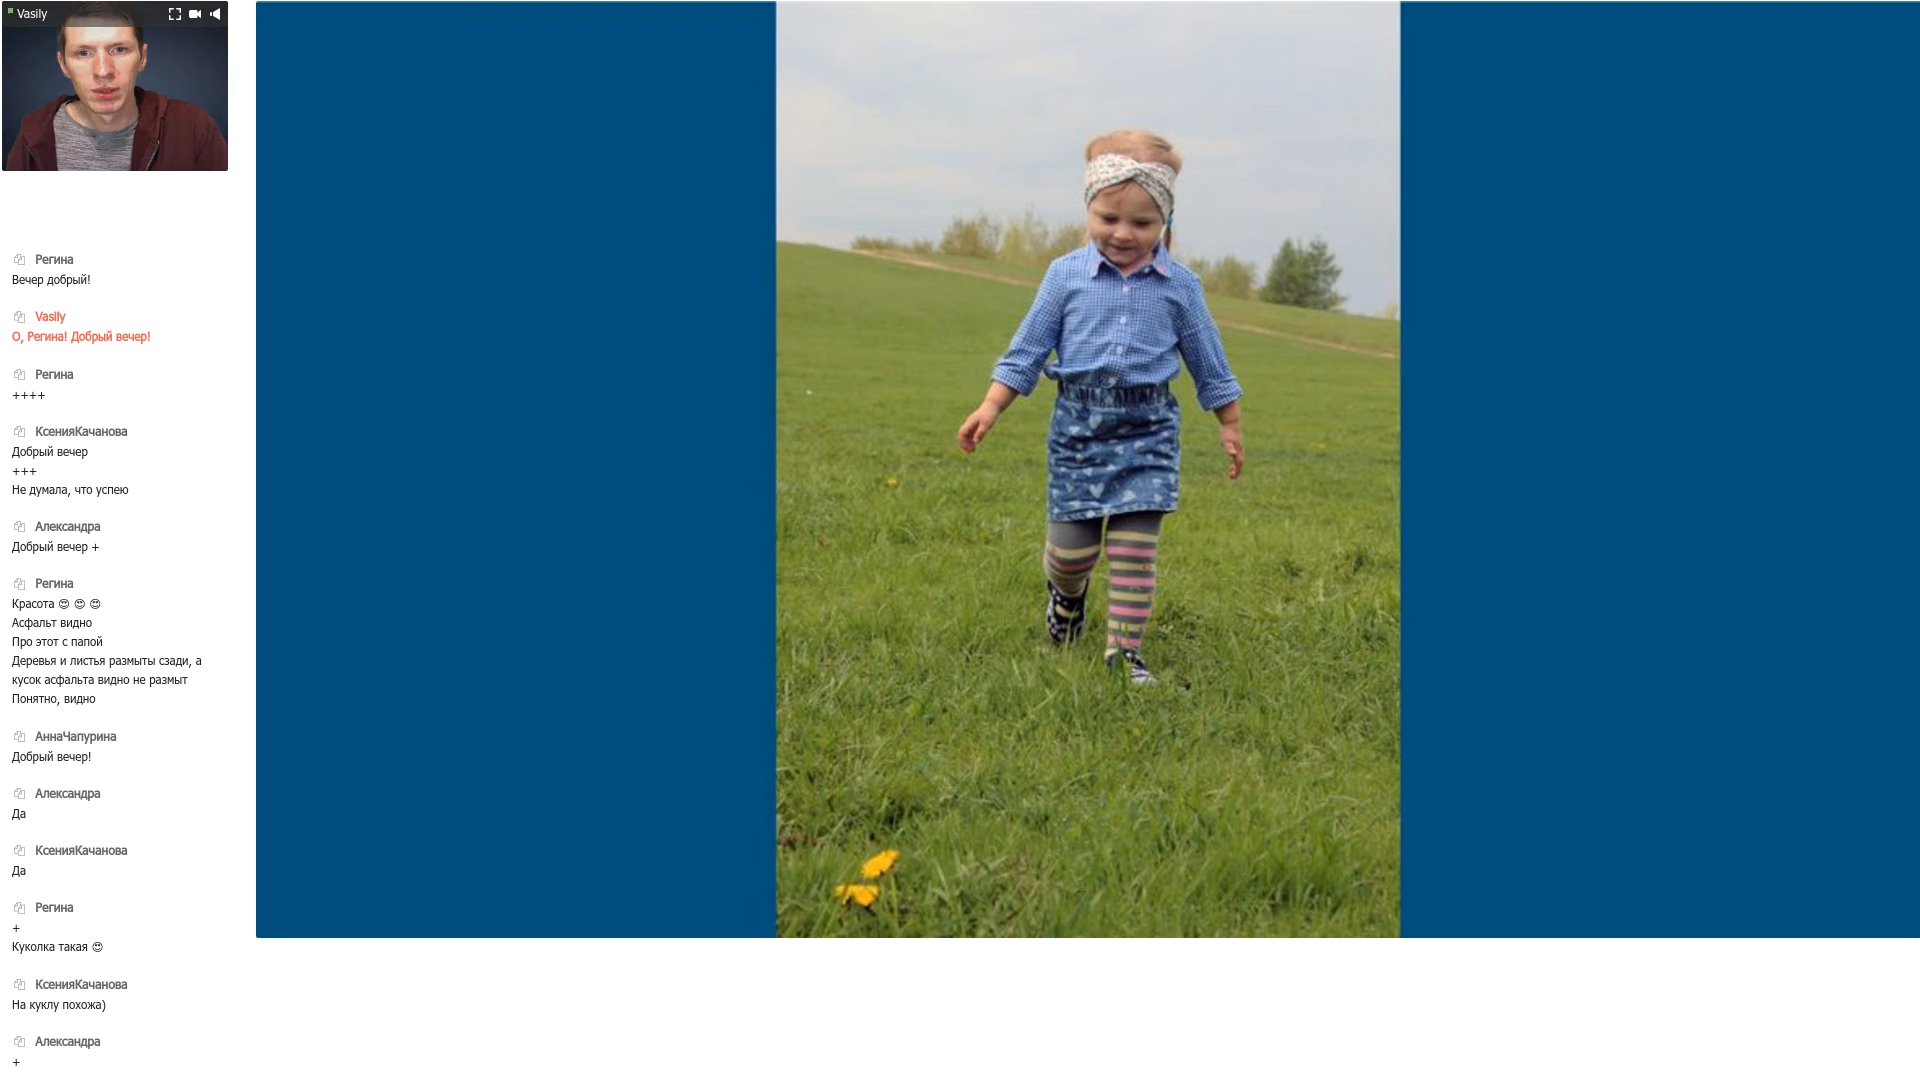 Vasily
Регина
Вечер добрый!
Vasily
О, Регина! Добрый вечер!
Регина
++++
КсенияКачанова
Добрый вечер
+++
Не думала, что успею
Александра
Добрый вечер +
Регина
Красота 😍 😍 😍
Асфальт видно
Про этот с папой
Деревья и листья размыты сзади, а
кусок асфальта видно не размыт
Понятно, видно
АннаЧапурина
Добрый вечер!
Александра
Да
КсенияКачанова
Да
Регина
+
Куколка такая 😍
КсенияКачанова
На куклу похожа)
Александра
+